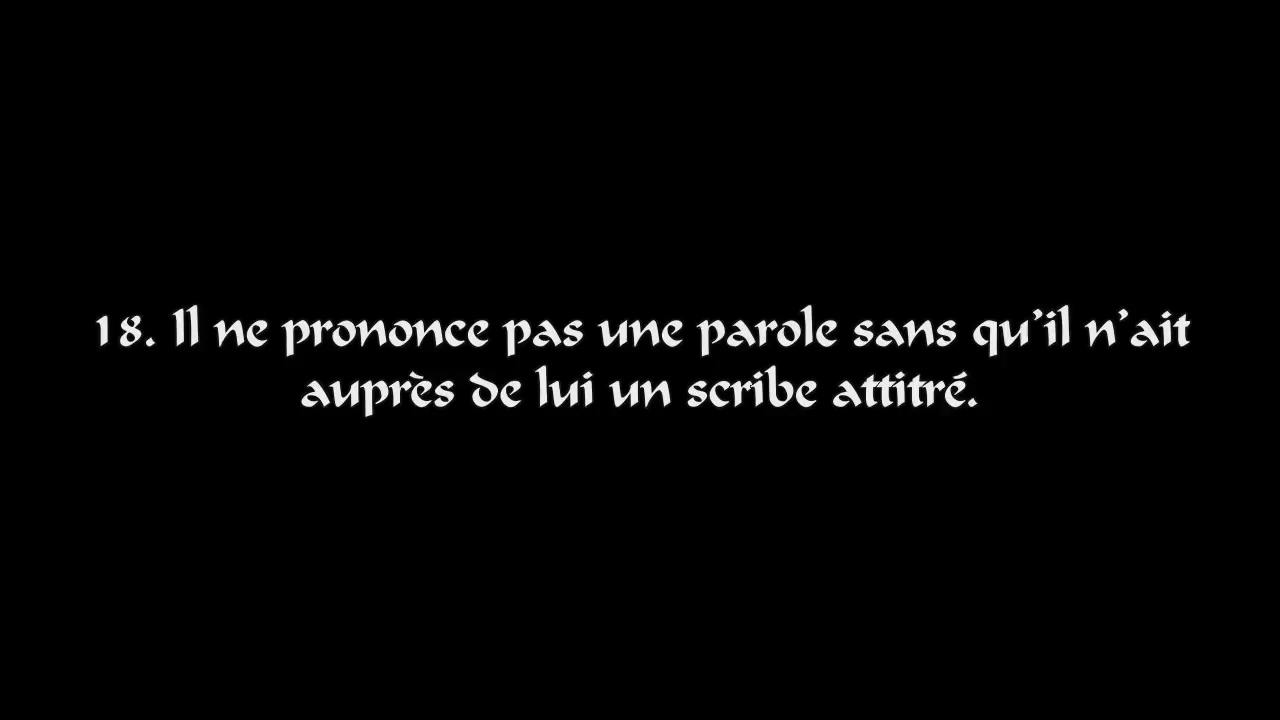 18. Il ne prononce pas une parole sans qu’il n’ait
auprès de lui un scribe attitré.